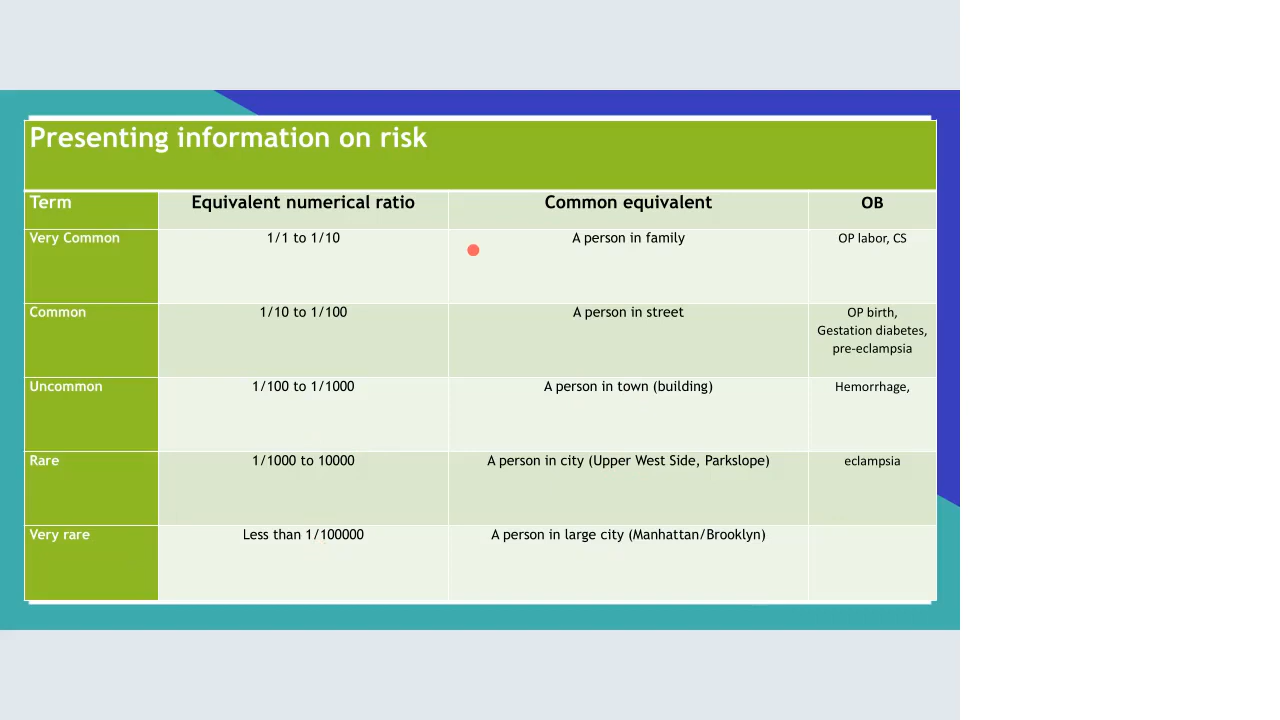 Presenting information on risk
Term Equivalent numerical ratio Common equivalent OB
Very Common 1/1 to 1/10 A person in family OP labor, CS
Common 1/10 to 1/100 A person in street OP birth,
Gestation diabetes,
pre-eclampsia
Uncommon 1/100 to 1/1000 A person in town (building) Hemorrhage,
Rare 1/1000 to 10000 A person in city (Upper West Side, Parkslope) eclampsia
Very rare Less than 1/100000 A person in large city (Manhattan/Brooklyn)